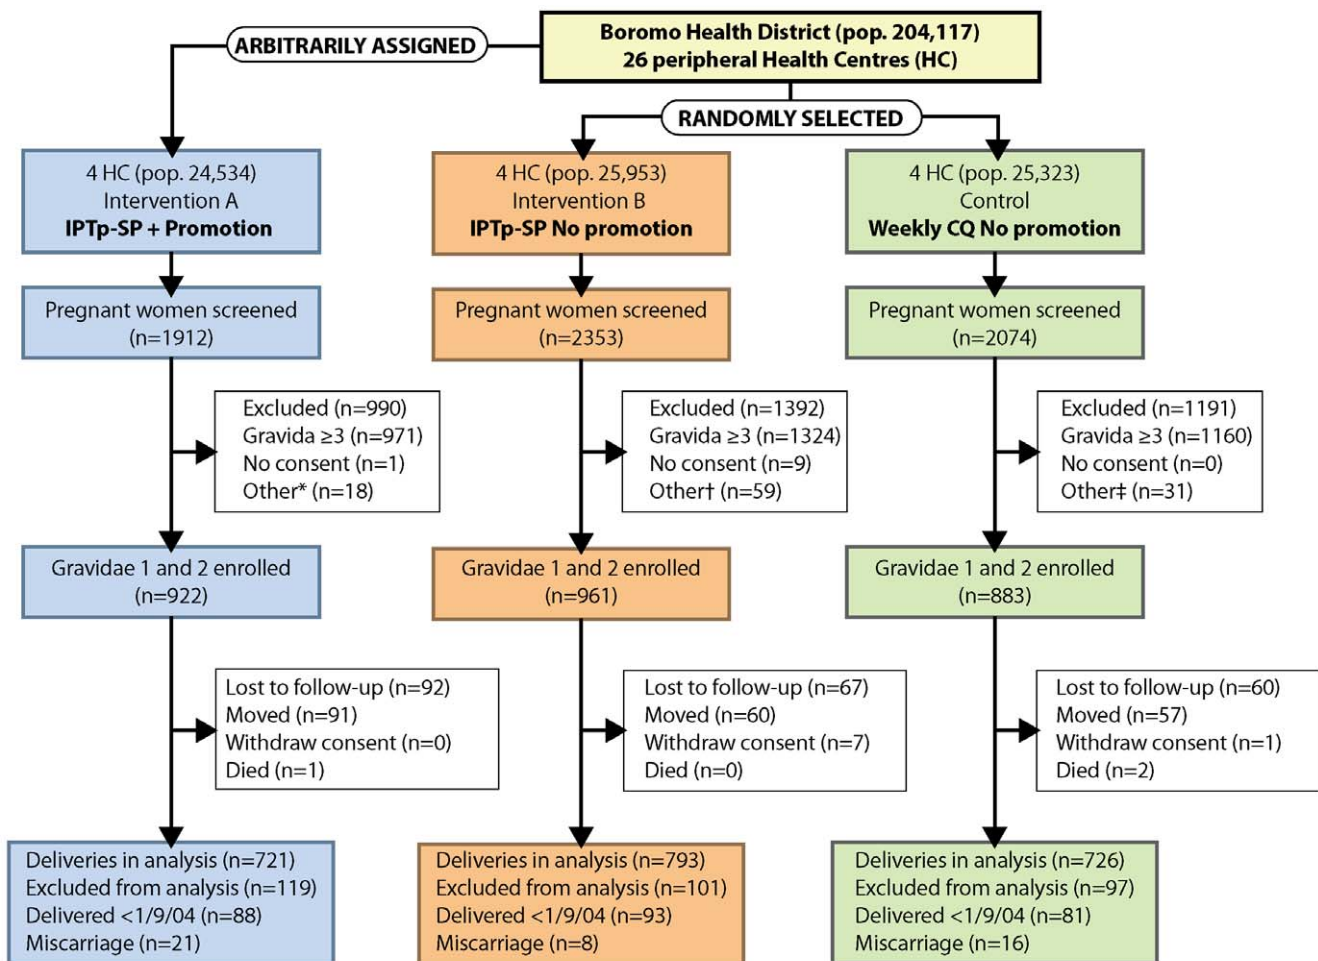 Boromo Health District (pop. 204,117)
26 peripheral Health Centres (HC)
ARBITRARILY ASSIGNED
RANDOMLY SELECTED
4 HC (pop. 24,534)
Intervention A
IPTp-SP + Promotion
4 HC (pop. 25,953)
Intervention B
IPTp-SP No promotion
4 HC (pop. 25,323)
Control
Weekly CQ No promotion
Pregnant women screened
(n=1912)
Pregnant women screened
(n=2353)
Pregnant women screened
(n=2074)
Excluded (n=990)
Gravida ≥3 (n=971)
No consent (n=1)
Other* (n=18)
Excluded (n=1392)
Gravida ≥3 (n=1324)
No consent (n=9)
Other† (n=59)
Excluded (n=1191)
Gravida ≥3 (n=1160)
No consent (n=0)
Other‡ (n=31)
Gravidae 1 and 2 enrolled
(n=922)
Gravidae 1 and 2 enrolled
(n=961)
Gravidae 1 and 2 enrolled
(n=883)
Lost to follow-up (n=92)
Moved (n=91)
Withdraw consent (n=0)
Died (n=1)
Lost to follow-up (n=67)
Moved (n=60)
Withdraw consent (n=7)
Died (n=0)
Lost to follow-up (n=60)
Moved (n=57)
Withdraw consent (n=1)
Died (n=2)
Deliveries in analysis (n=721)
Excluded from analysis (n=119)
Delivered <1/9/04 (n=88)
Miscarriage (n=21)
Deliveries in analysis (n=793)
Excluded from analysis (n=101)
Delivered <1/9/04 (n=93)
Miscarriage (n=8)
Deliveries in analysis (n=726)
Excluded from analysis (n=97)
Delivered <1/9/04 (n=81)
Miscarriage (n=16)